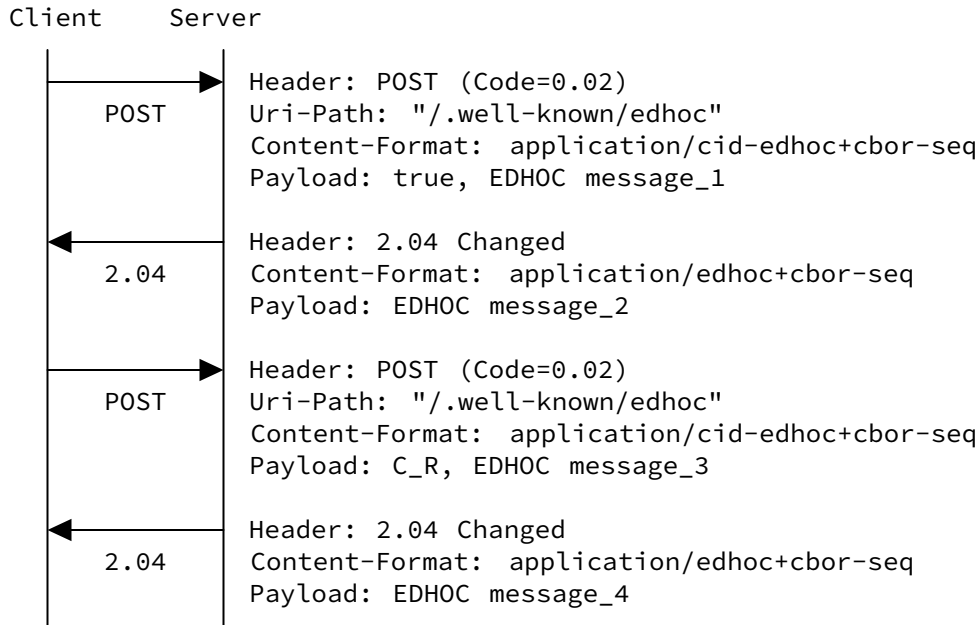 Client Server
Header: POST (Code=0.02)
POST Uri-Path: "/.well-known/edhoc"
Content-Format: application/cid-edhoc+cbor-seq
Payload: true, EDHOC message_1
Header: 2.04 Changed
2.04 Content-Format: application/edhoc+cbor-seq
Payload: EDHOC message_2
Header: POST (Code=0.02)
POST Uri-Path: "/.well-known/edhoc"
Content-Format: application/cid-edhoc+cbor-seq
Payload: C_R, EDHOC message_3
Header: 2.04 Changed
2.04 Content-Format: application/edhoc+cbor-seq
Payload: EDHOC message_4